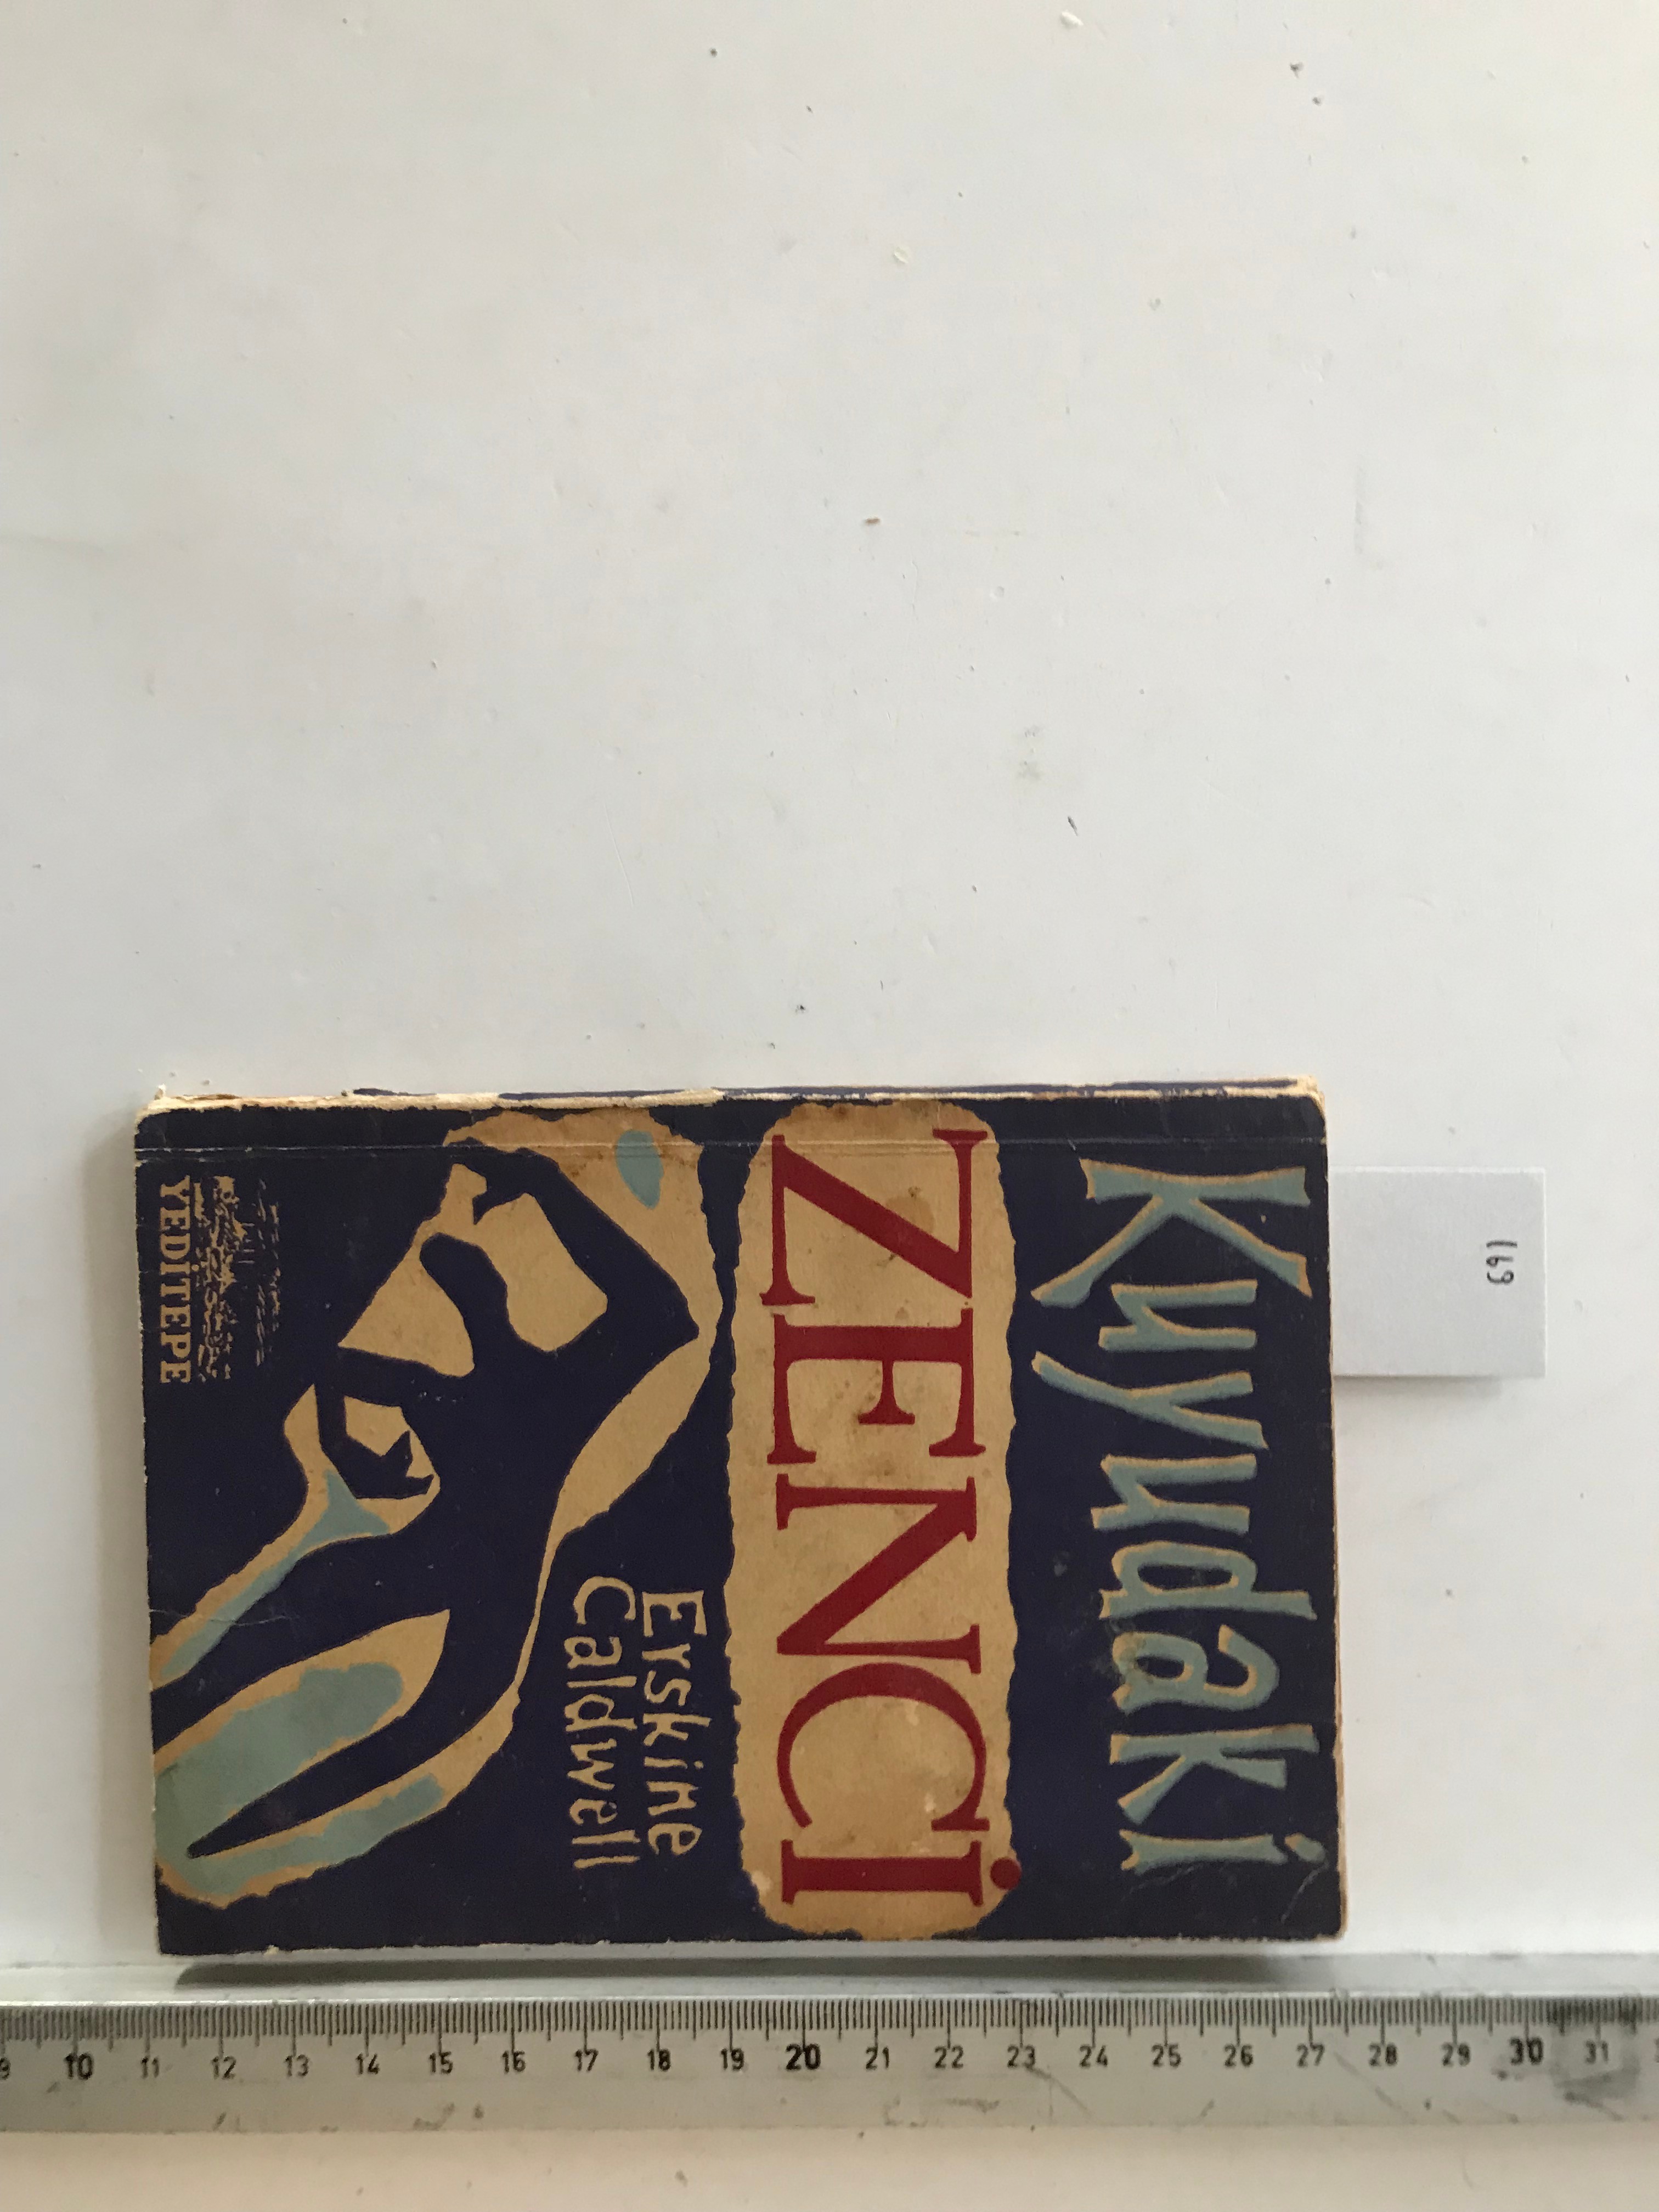 Kuyudaki
ZENCİ
Erskine
Caldwell
YEDİTEPE
169
9 10 11 12 13 14 15 16 17 18 19 20 21 22 23 24 25 26 27 28 29 30 31